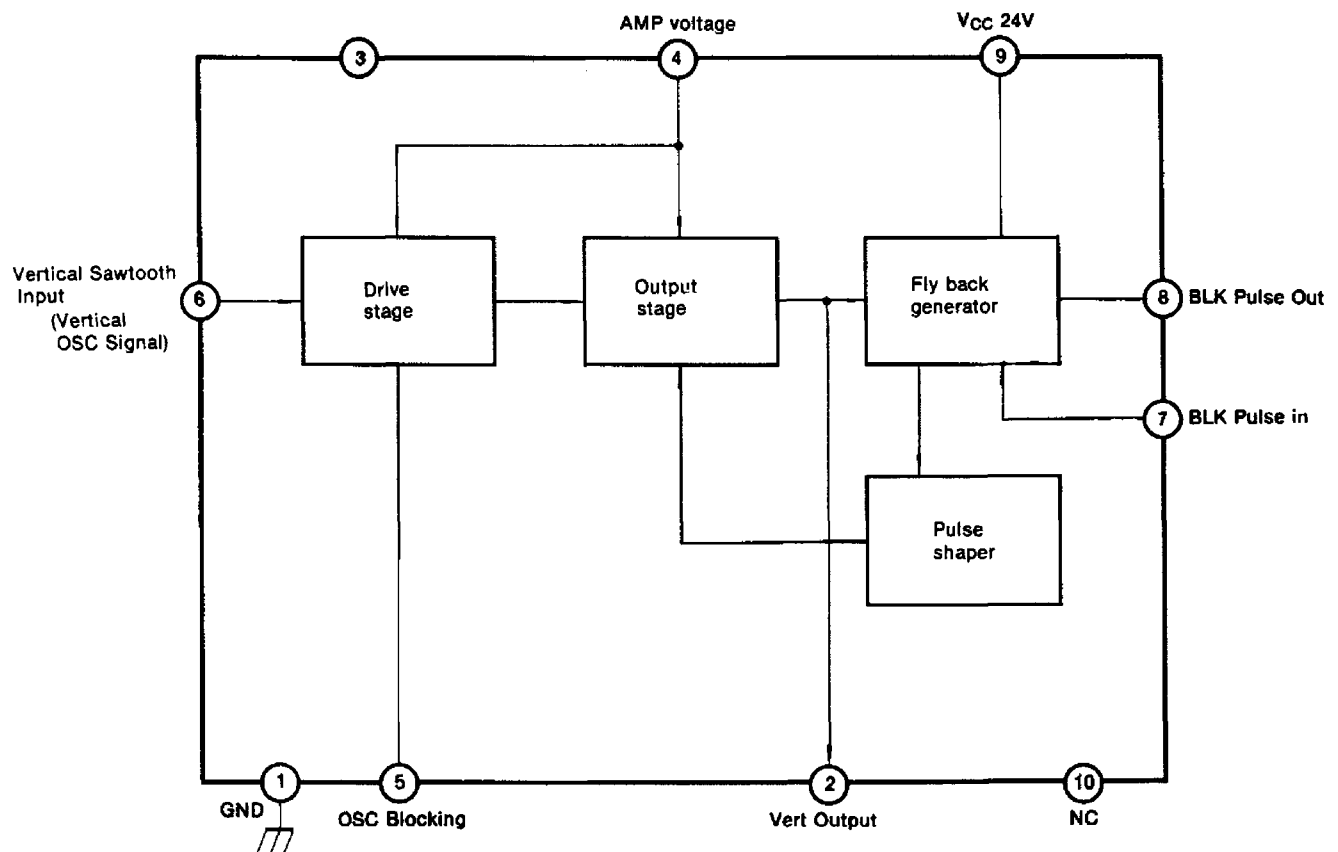 AMP voltage
VCC 24V
3
4
9
Vertical Sawtooth
Input
(Vertical
OSC Signal)
6
Drive
stage
Output
stage
Fly back
generator
8
BLK Pulse Out
7
BLK Pulse in
Pulse
shaper
1
5
2
10
GND
OSC Blocking
Vert Output
NC